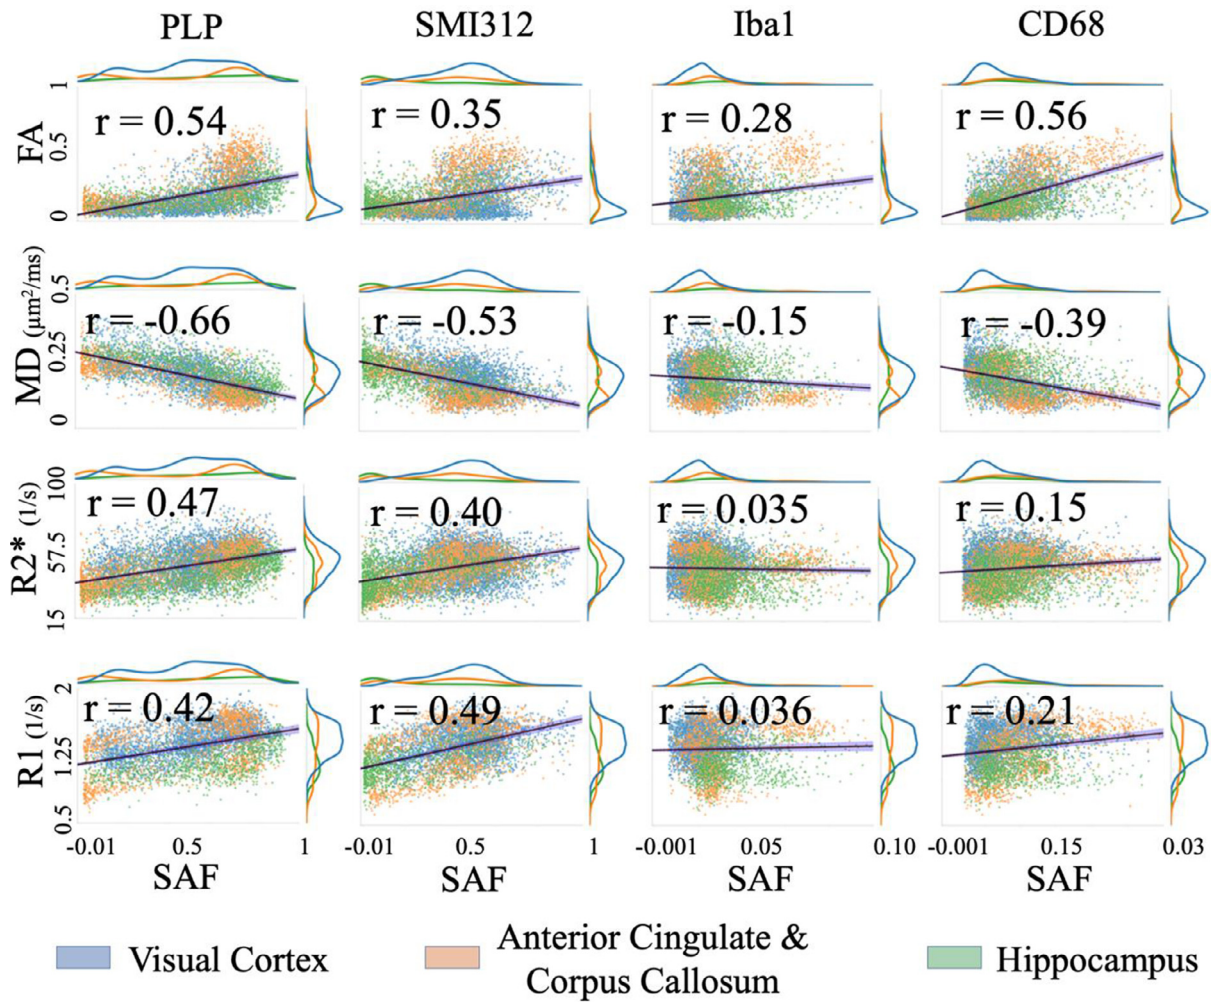 PLP SMI312 Iba1 CD68
FA
1
0.5
0
r = 0.54
r = 0.35
r = 0.28
r = 0.56
MD (μm²/ms)
0.5
0.25
0
r = -0.66
r = -0.53
r = -0.15
r = -0.39
R2* (1/s)
100
57.5
15
r = 0.47
r = 0.40
r = 0.035
r = 0.15
R1 (1/s)
2
1.25
0.5
r = 0.42
r = 0.49
r = 0.036
r = 0.21
-0.01 0.5 1 -0.01 0.5 1 -0.001 0.05 0.10 -0.001 0.15 0.03
SAF SAF SAF SAF
Visual Cortex
Anterior Cingulate &
Corpus Callosum
Hippocampus